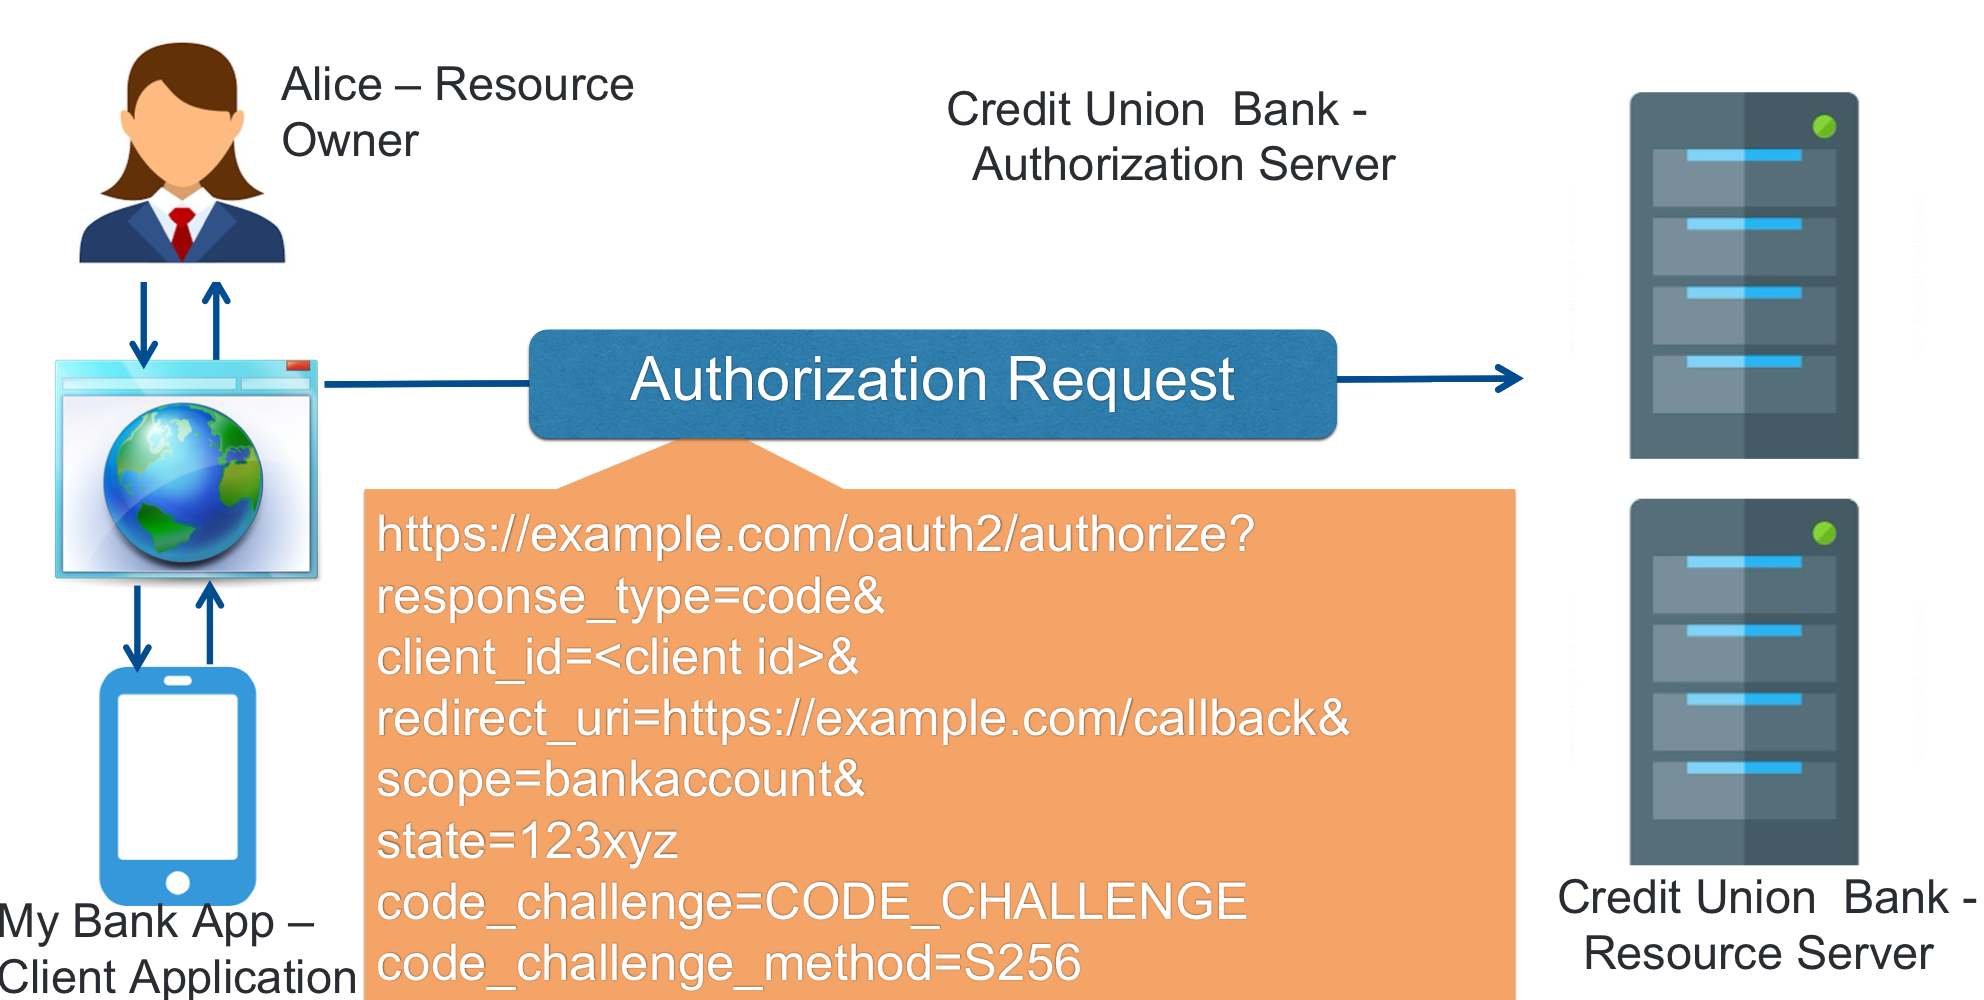 Alice – Resource
Owner
Credit Union  Bank -
Authorization Server
Authorization Request
https://example.com/oauth2/authorize?
response_type=code&
client_id=<client id>&
redirect_uri=https://example.com/callback&
scope=bankaccount&
state=123xyz
code_challenge=CODE_CHALLENGE
code_challenge_method=S256
My Bank App –
Client Application
Credit Union  Bank -
Resource Server